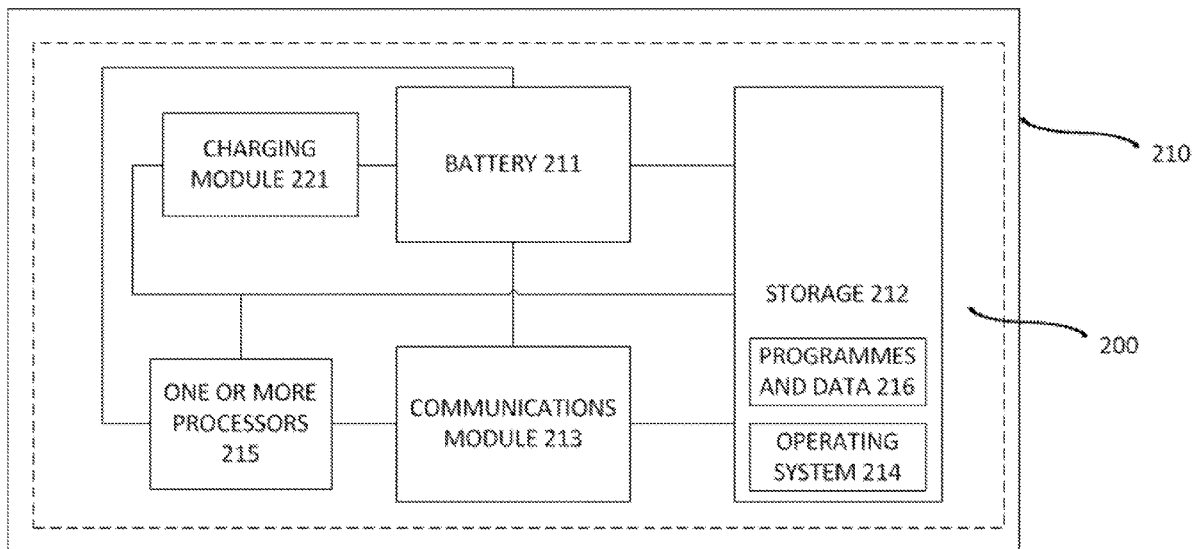 CHARGING
MODULE 221
BATTERY 211
210
STORAGE 212
200
PROGRAMMES
AND DATA 216
ONE OR MORE
PROCESSORS
215
COMMUNICATIONS
MODULE 213
OPERATING
SYSTEM 214